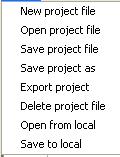 New project file
Open project file
Save project file
Save project as
Export project
Delete project file
Open from local
Save to local